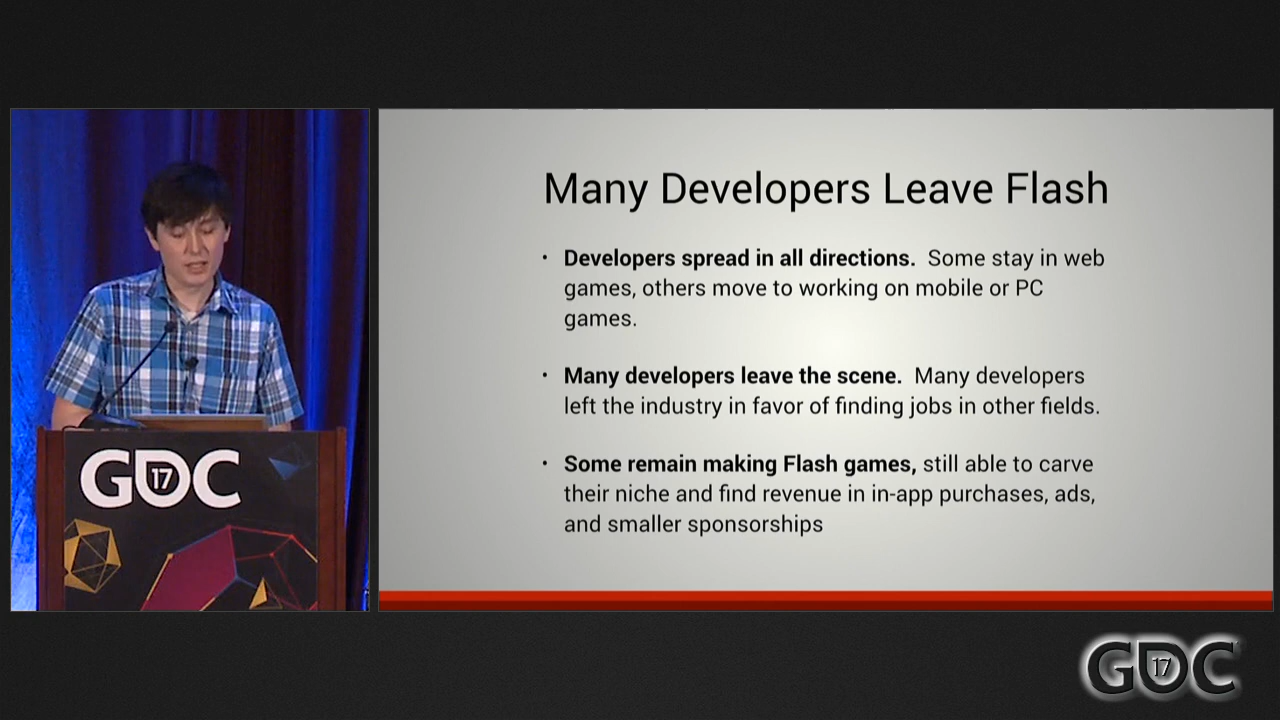 Many Developers Leave Flash
• Developers spread in all directions. Some stay in web
games, others move to working on mobile or PC
games.
• Many developers leave the scene. Many developers
left the industry in favor of finding jobs in other fields.
• Some remain making Flash games, still able to carve
their niche and find revenue in in-app purchases, ads,
and smaller sponsorships
GDC 17
GDC 17